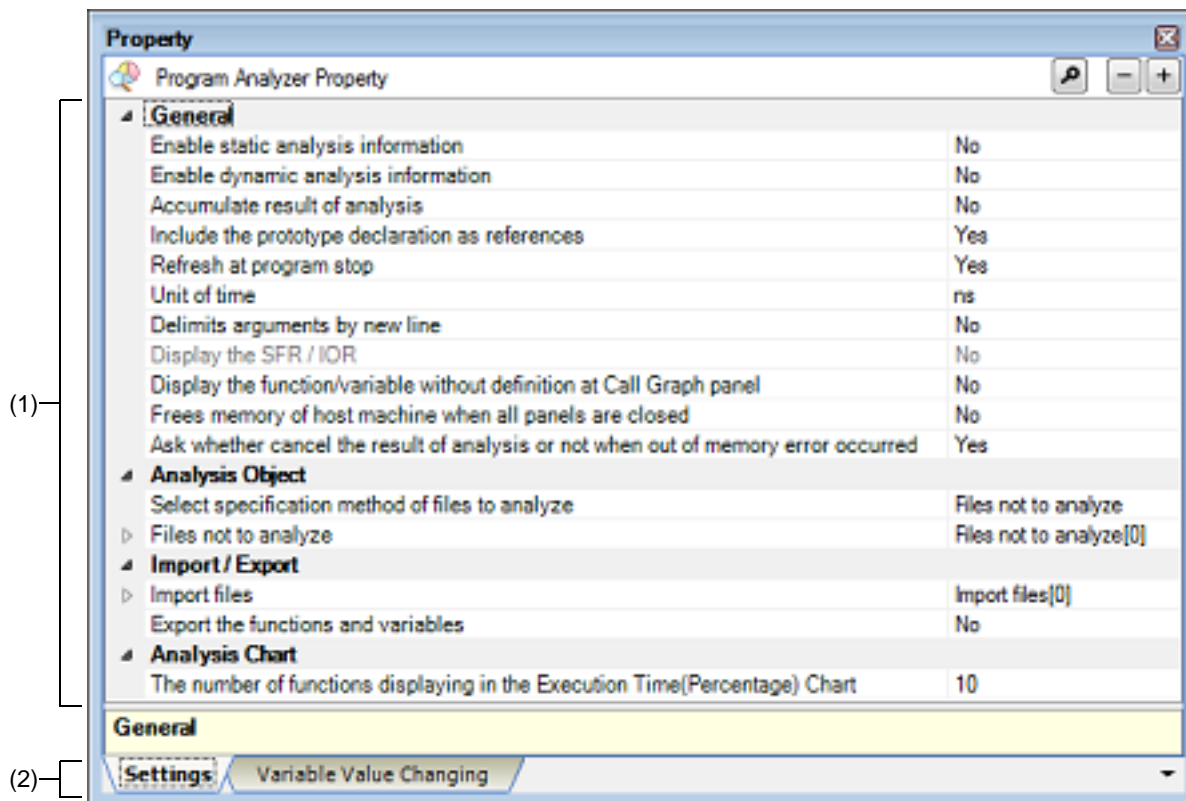 Property
Program Analyzer Property
(1)
General
Enable static analysis information No
Enable dynamic analysis information No
Accumulate result of analysis No
Include the prototype declaration as references Yes
Refresh at program stop Yes
Unit of time ns
Delimits arguments by new line No
Display the SFR / IOR No
Display the function/variable without definition at Call Graph panel No
Frees memory of host machine when all panels are closed No
Ask whether cancel the result of analysis or not when out of memory error occurred Yes
Analysis Object
Select specification method of files to analyze Files not to analyze
Files not to analyze Files not to analyze[0]
Import / Export
Import files Import files[0]
Export the functions and variables No
Analysis Chart
The number of functions displaying in the Execution Time(Percentage) Chart 10
General
(2)
Settings Variable Value Changing